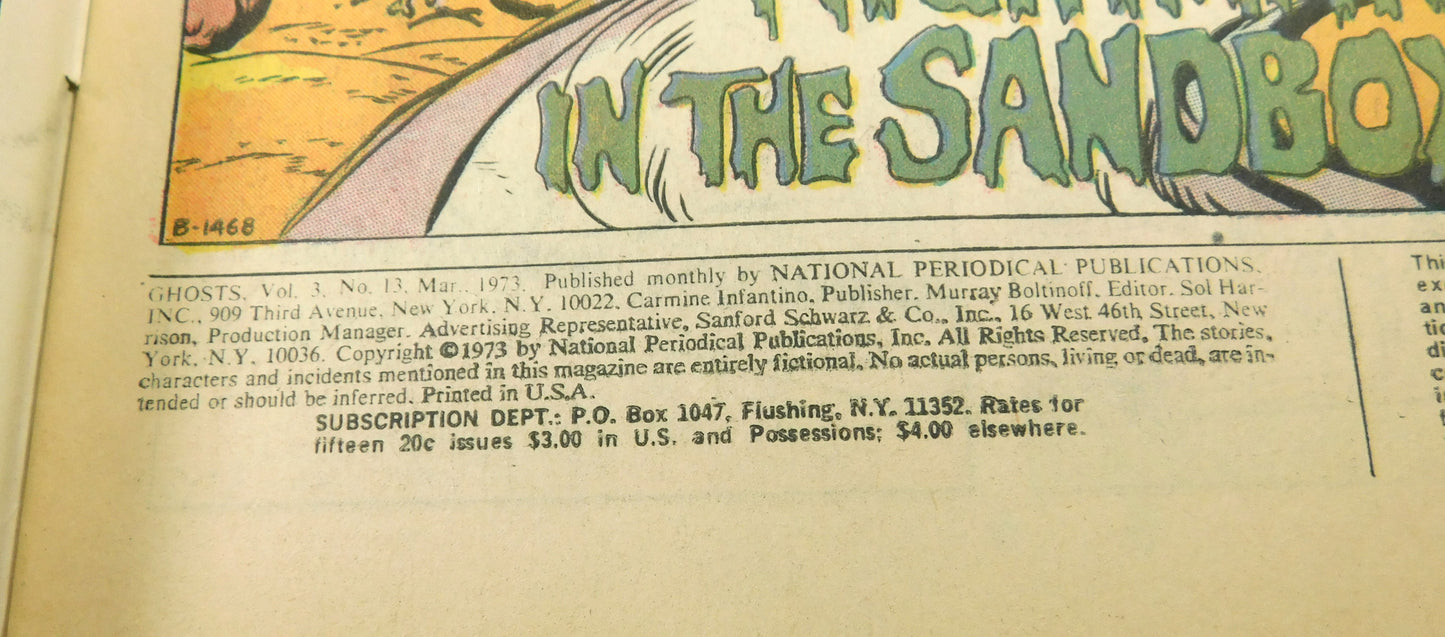 IN THE SANDBOX
B-1468
GHOSTS, Vol. 3, No. 13, Mar., 1973. Published monthly by NATIONAL PERIODICAL PUBLICATIONS,
INC., 909 Third Avenue, New York, N.Y. 10022. Carmine Infantino, Publisher. Murray Boltinoff, Editor. Sol Har-
rison, Production Manager. Advertising Representative, Sanford Schwarz & Co., Inc., 16 West 46th Street, New
York, N.Y. 10036. Copyright ©1973 by National Periodical Publications, Inc. All Rights Reserved. The stories,
characters and incidents mentioned in this magazine are entirely fictional. No actual persons, living or dead, are in-
tended or should be inferred. Printed in U.S.A.
SUBSCRIPTION DEPT.: P.O. Box 1047, Flushing, N.Y. 11352. Rates for
fifteen 20c issues $3.00 in U.S. and Possessions; $4.00 elsewhere.